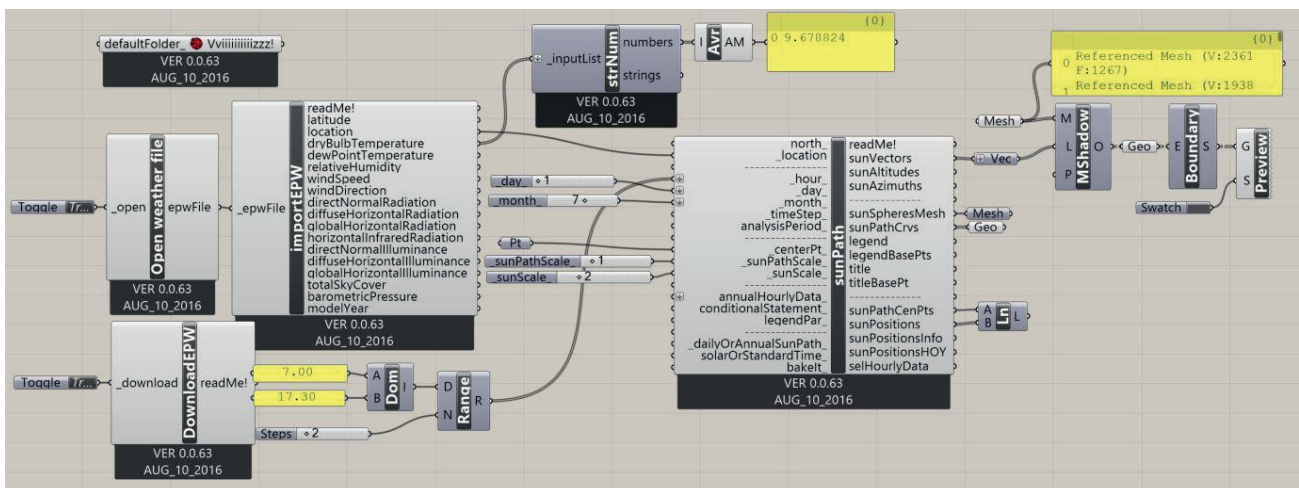 defaultFolder_ Vviiiiiiiiizzz!
VER 0.0.63
AUG_10_2016
Toggle Tr...
_open
Open weather file
epwFile
VER 0.0.63
AUG_10_2016
_epwFile
importEPW
readMe!
latitude
location
dryBulbTemperature
dewPointTemperature
relativeHumidity
windSpeed
windDirection
directNormalRadiation
diffuseHorizontalRadiation
globalHorizontalRadiation
horizontalInfraredRadiation
directNormalIlluminance
diffuseHorizontalIlluminance
globalHorizontalIlluminance
totalSkyCover
barometricPressure
modelYear
VER 0.0.63
AUG_10_2016
Toggle Tr...
_download
DownloadEPW
readMe!
VER 0.0.63
AUG_10_2016
7.00
17.30
A
B
Dom
I
Steps 2
D
N
Range
R
_inputList
strNum
numbers
strings
VER 0.0.63
AUG_10_2016
I
Avr
AM
{0}
0 9.678824
_day_ 1
_month_ 7
Pt
_sunPathScale_ 1
_sunScale_ 2
north_
_location
_hour_
_day_
_month_
_timeStep_
analysisPeriod_
centerPt_
_sunPathScale_
_sunScale_
annualHourlyData_
conditionalStatement_
legendPar_
_dailyOrAnnualSunPath_
solarOrStandardTime_
bakeIt_
sunPath
readMe!
sunVectors
sunAltitudes
sunAzimuths
sunSpheresMesh
sunPathCrvs
legend
legendBasePts
title
titleBasePt
sunPathCenPts
sunPositions
sunPositionsInfo
sunPositionsHOY
selHourlyData
VER 0.0.63
AUG_10_2016
Vec
Mesh
Geo
A
B
Ln
L
{0}
0 Referenced Mesh (V:2361
F:1267)
1 Referenced Mesh (V:1938
Mesh
M
L
P
MShadow
O
Geo
E
Boundary
S
Swatch
G
S
Preview